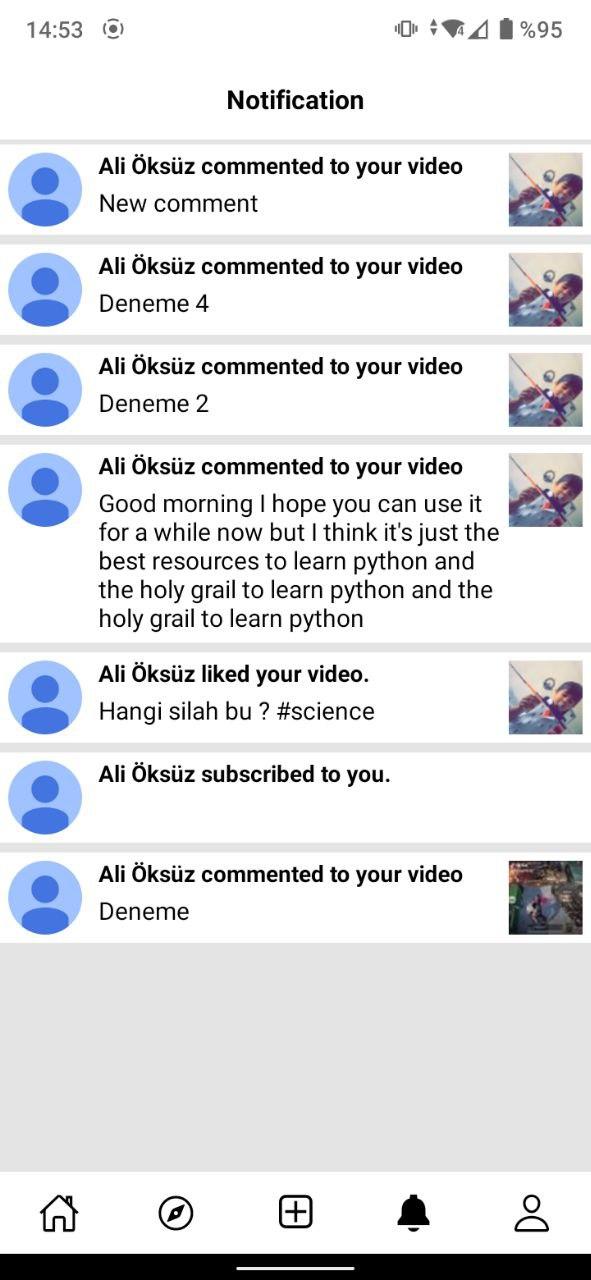 14:53
4 %95
Notification
Ali Öksüz commented to your video
New comment
Ali Öksüz commented to your video
Deneme 4
Ali Öksüz commented to your video
Deneme 2
Ali Öksüz commented to your video
Good morning I hope you can use it
for a while now but I think it's just the
best resources to learn python and
the holy grail to learn python and the
holy grail to learn python
Ali Öksüz liked your video.
Hangi silah bu ? #science
Ali Öksüz subscribed to you.
Ali Öksüz commented to your video
Deneme